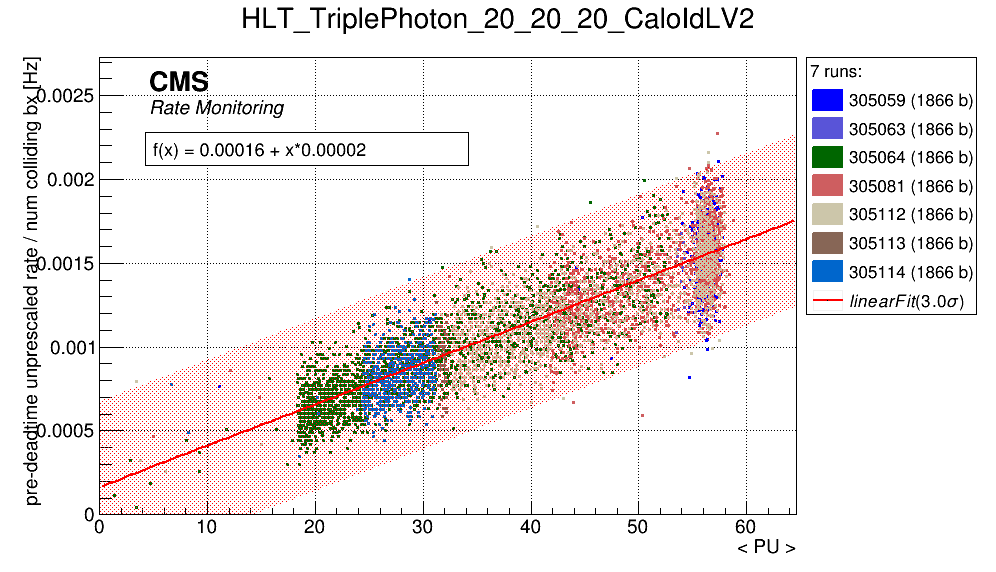 HLT_TriplePhoton_20_20_20_CaloIdLV2
pre-deadtime unprescaled rate / num colliding bx [Hz]
CMS
Rate Monitoring
f(x) = 0.00016 + x*0.00002
0.0025
0.002
0.0015
0.001
0.0005
0
0 10 20 30 40 50 60
< PU >
7 runs:
305059 (1866 b)
305063 (1866 b)
305064 (1866 b)
305081 (1866 b)
305112 (1866 b)
305113 (1866 b)
305114 (1866 b)
linearFit(3.0σ)